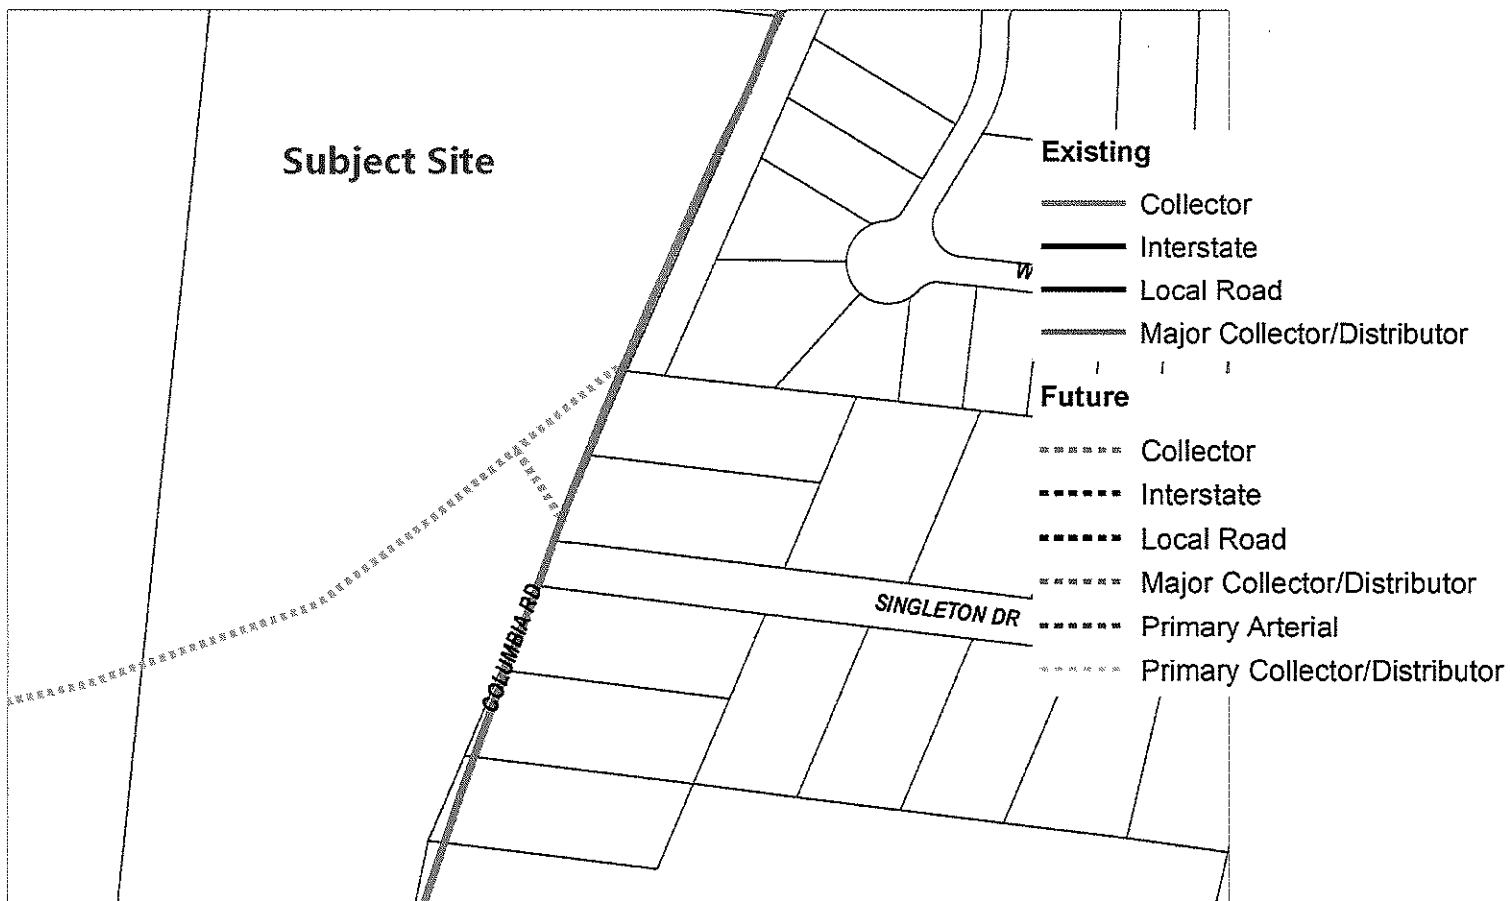 Subject Site
Existing
Collector
Interstate
W
Local Road
Major Collector/Distributor
Future
Collector
Interstate
Local Road
Major Collector/Distributor
COLUMBIA RD
SINGLETON DR
Primary Arterial
Primary Collector/Distributor